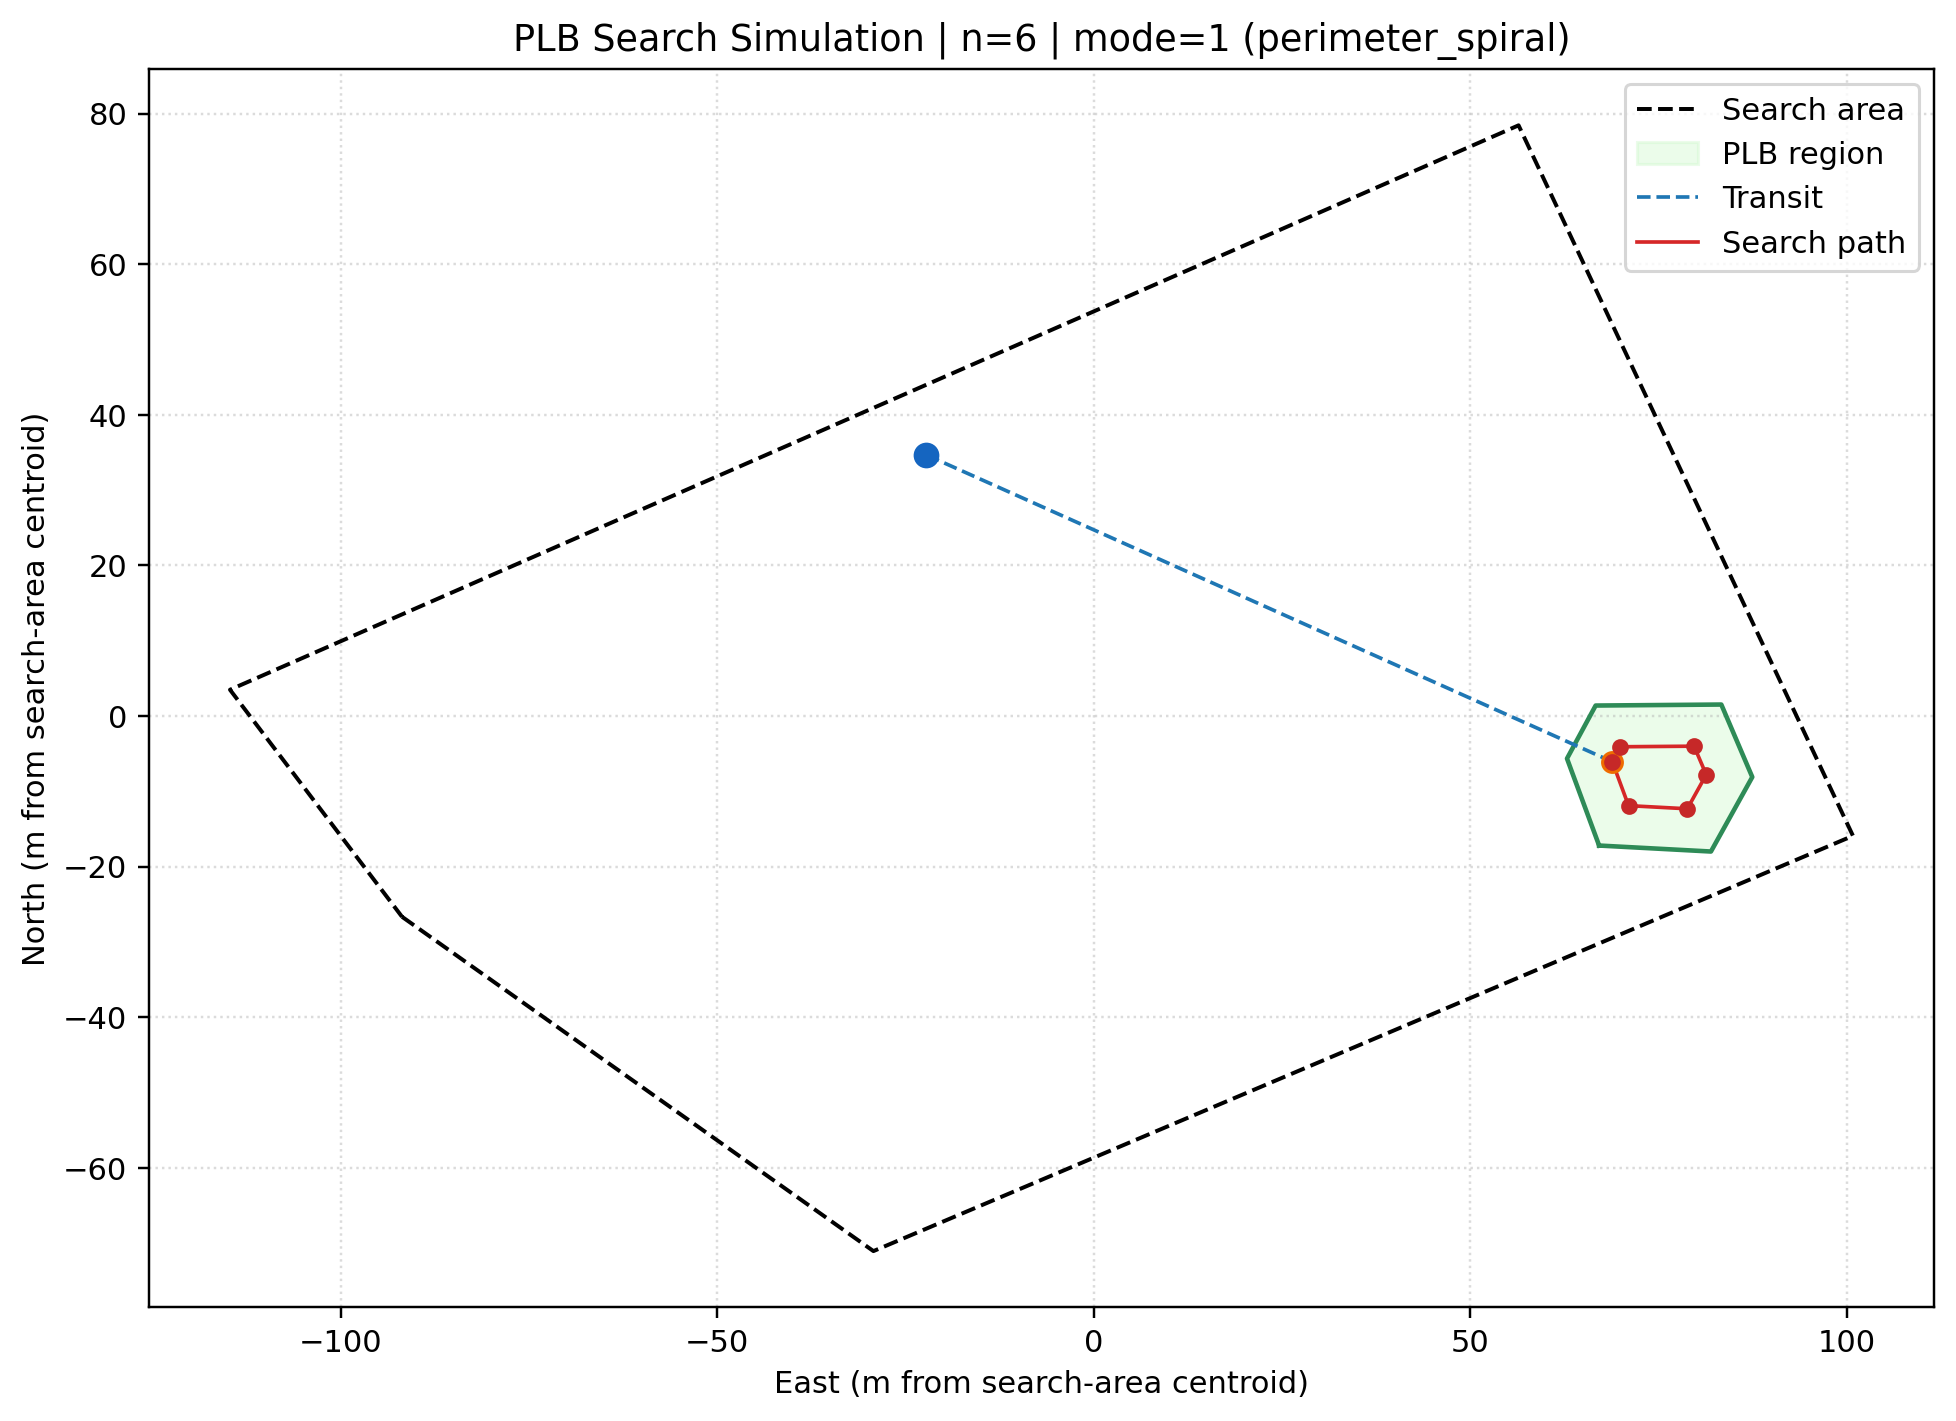 PLB Search Simulation | n=6 | mode=1 (perimeter_spiral)
Search area
PLB region
Transit
Search path
80
60
40
20
0
−20
−40
−60
North (m from search-area centroid)
−100
−50
0
50
100
East (m from search-area centroid)